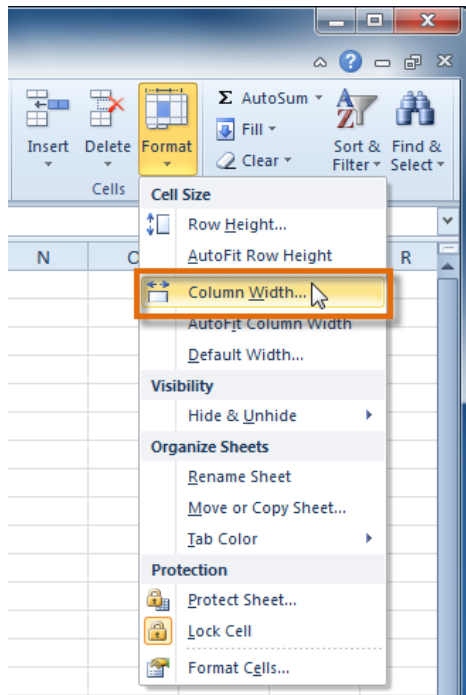 Insert Delete Format
Σ AutoSum
Fill
Clear
Sort & Filter
Find & Select
Cells
Cell Size
Row Height...
AutoFit Row Height
N
R
Column Width...
AutoFit Column Width
Default Width...
Visibility
Hide & Unhide
Organize Sheets
Rename Sheet
Move or Copy Sheet...
Tab Color
Protection
Protect Sheet...
Lock Cell
Format Cells...